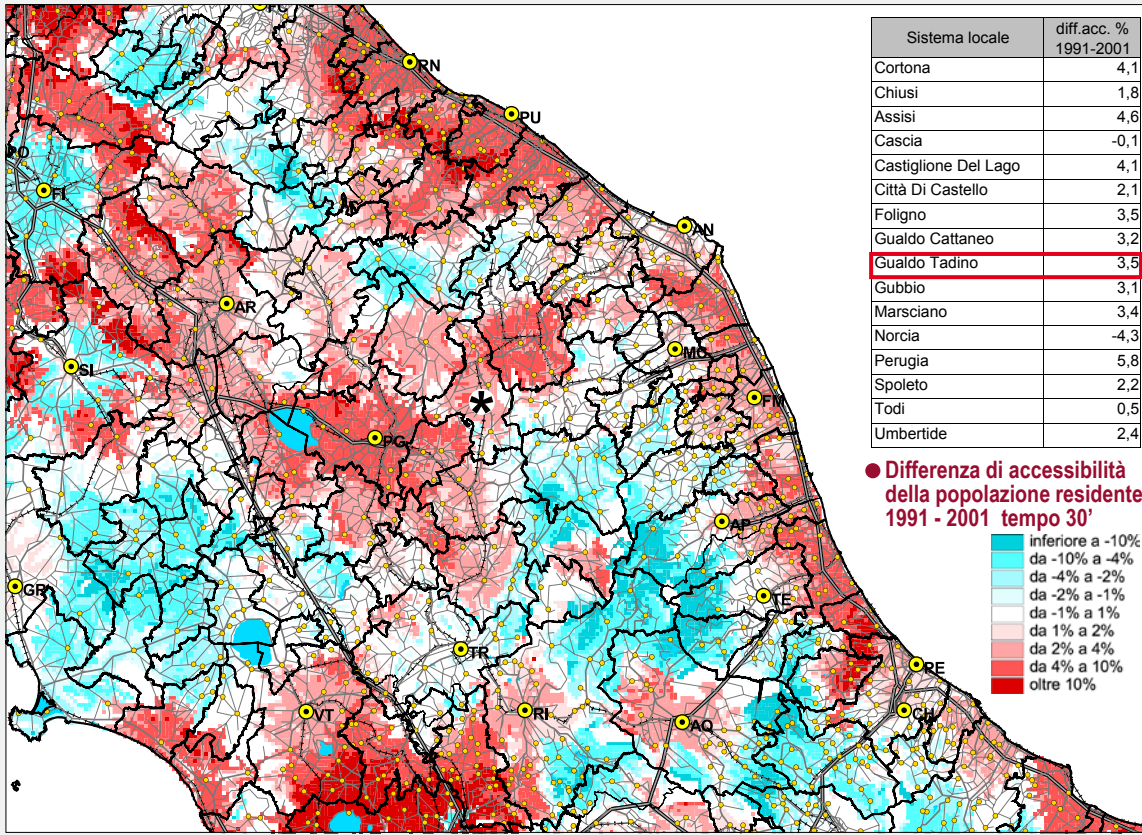 FC
RN
PU
PO
FI
AN
AR
MC
SI
FM
*
PG
AP
GR
TE
TR
PE
VT
RI
AQ
CH
Sistema locale diff.acc. % 1991-2001
Cortona 4,1
Chiusi 1,8
Assisi 4,6
Cascia -0,1
Castiglione Del Lago 4,1
Città Di Castello 2,1
Foligno 3,5
Gualdo Cattaneo 3,2
Gualdo Tadino 3,5
Gubbio 3,1
Marsciano 3,4
Norcia -4,3
Perugia 5,8
Spoleto 2,2
Todi 0,5
Umbertide 2,4
● Differenza di accessibilità
della popolazione residente
1991 - 2001 tempo 30’
inferiore a -10%
da -10% a -4%
da -4% a -2%
da -2% a -1%
da -1% a 1%
da 1% a 2%
da 2% a 4%
da 4% a 10%
oltre 10%